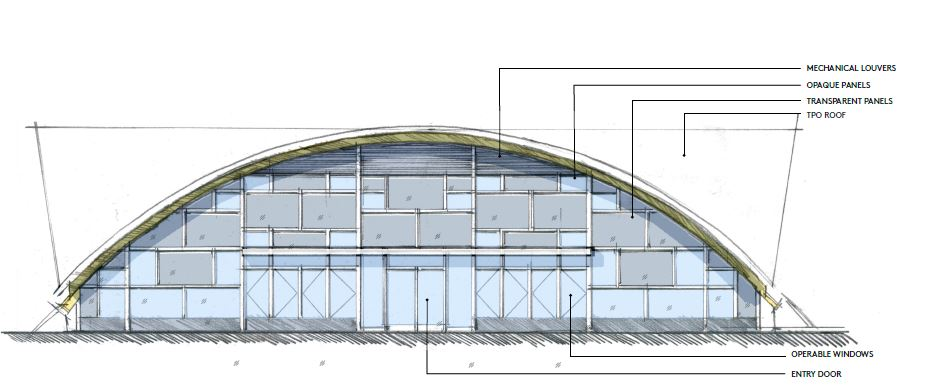 MECHANICAL LOUVERS
OPAQUE PANELS
TRANSPARENT PANELS
TPO ROOF
OPERABLE WINDOWS
ENTRY DOOR